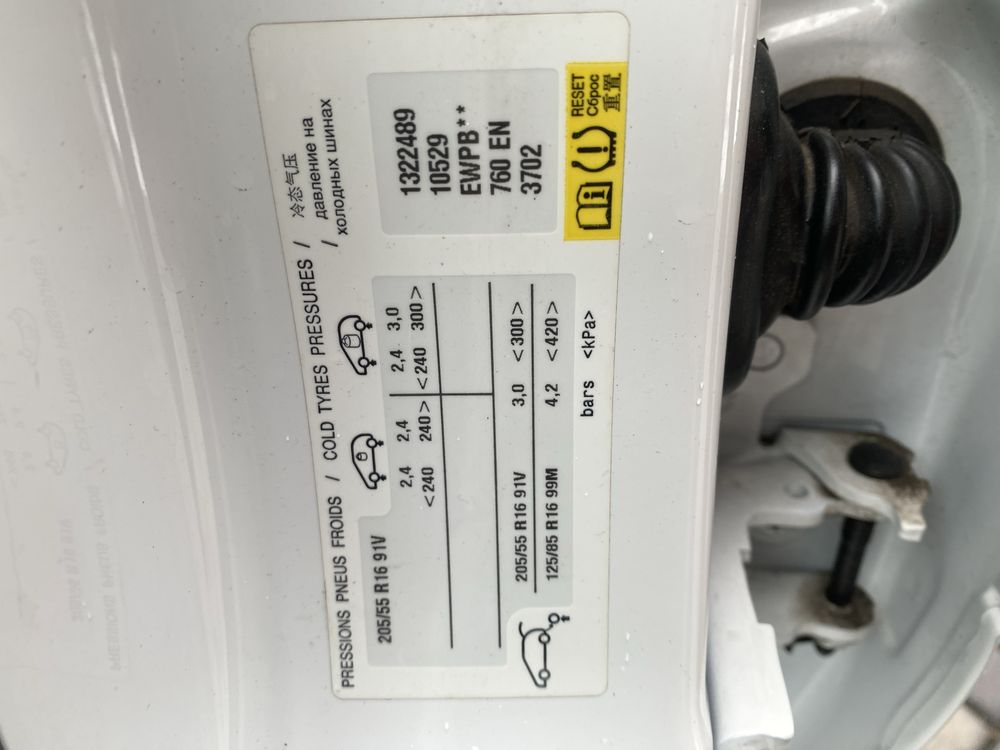 PRESSIONS PNEUS FROIDS / COLD TYRES PRESSURES / 冷态气压
/ давление на
холодных шинах
205/55 R16 91V
2,4 2,4
<240 240>
2,4 3,0
<240 300>
205/55 R16 91V 3,0 <300>
125/85 R16 99M 4,2 <420>
bars <kPa>
1322489
10529
EWPB**
760 EN
3702
RESET
Сброс
重置